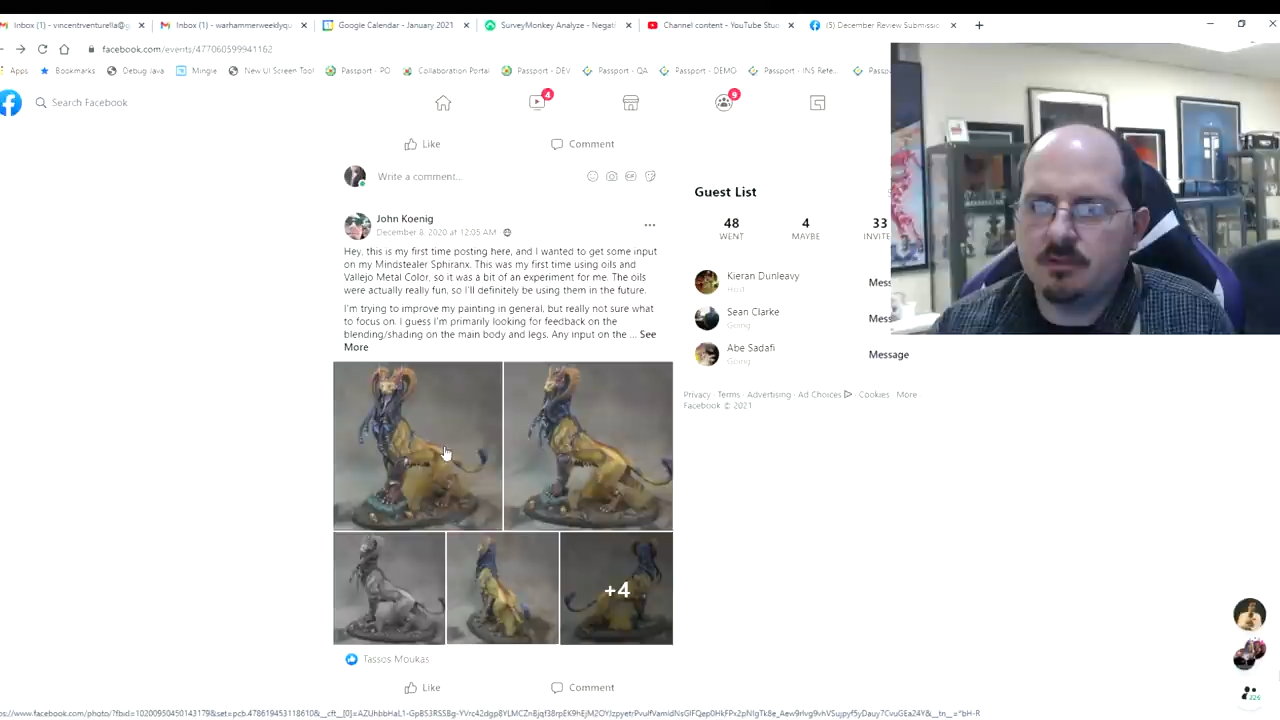 Inbox (1) - vincentrventurella@g
Inbox (1) - warhammerweeklyqu
Google Calendar - January 2021
SurveyMonkey Analyze - Negati
Channel content - YouTube Stu
(5) December Review Submissio
facebook.com/events/477060599941162
Apps
Bookmarks
Debug Java
Mingle
New UI Screen Tool
Passport - PO
Collaboration Portal
Passport - DEV
Passport - QA
Passport - DEMO
Passport - INS Rete...
Search Facebook
4
9
Like
Comment
Write a comment...
John Koenig
December 8, 2020 at 12:05 AM
Hey, this is my first time posting here, and I wanted to get some input
on my Mindstealer Sphiranx. This was my first time using oils and
Vallejo Metal Color, so it was a bit of an experiment for me. The oils
were actually really fun, so I'll definitely be using them in the future.
I'm trying to improve my painting in general, but really not sure what
to focus on. I guess I'm primarily looking for feedback on the
blending/shading on the main body and legs. Any input on the ... See
More
+4
Tassos Moukas
Like
Comment
Guest List
48
WENT
4
MAYBE
33
INVITE
Kieran Dunleavy
Host
Mess
Sean Clarke
Going
Mess
Abe Sadafi
Going
Message
Privacy · Terms · Advertising · Ad Choices · Cookies · More
Facebook © 2021